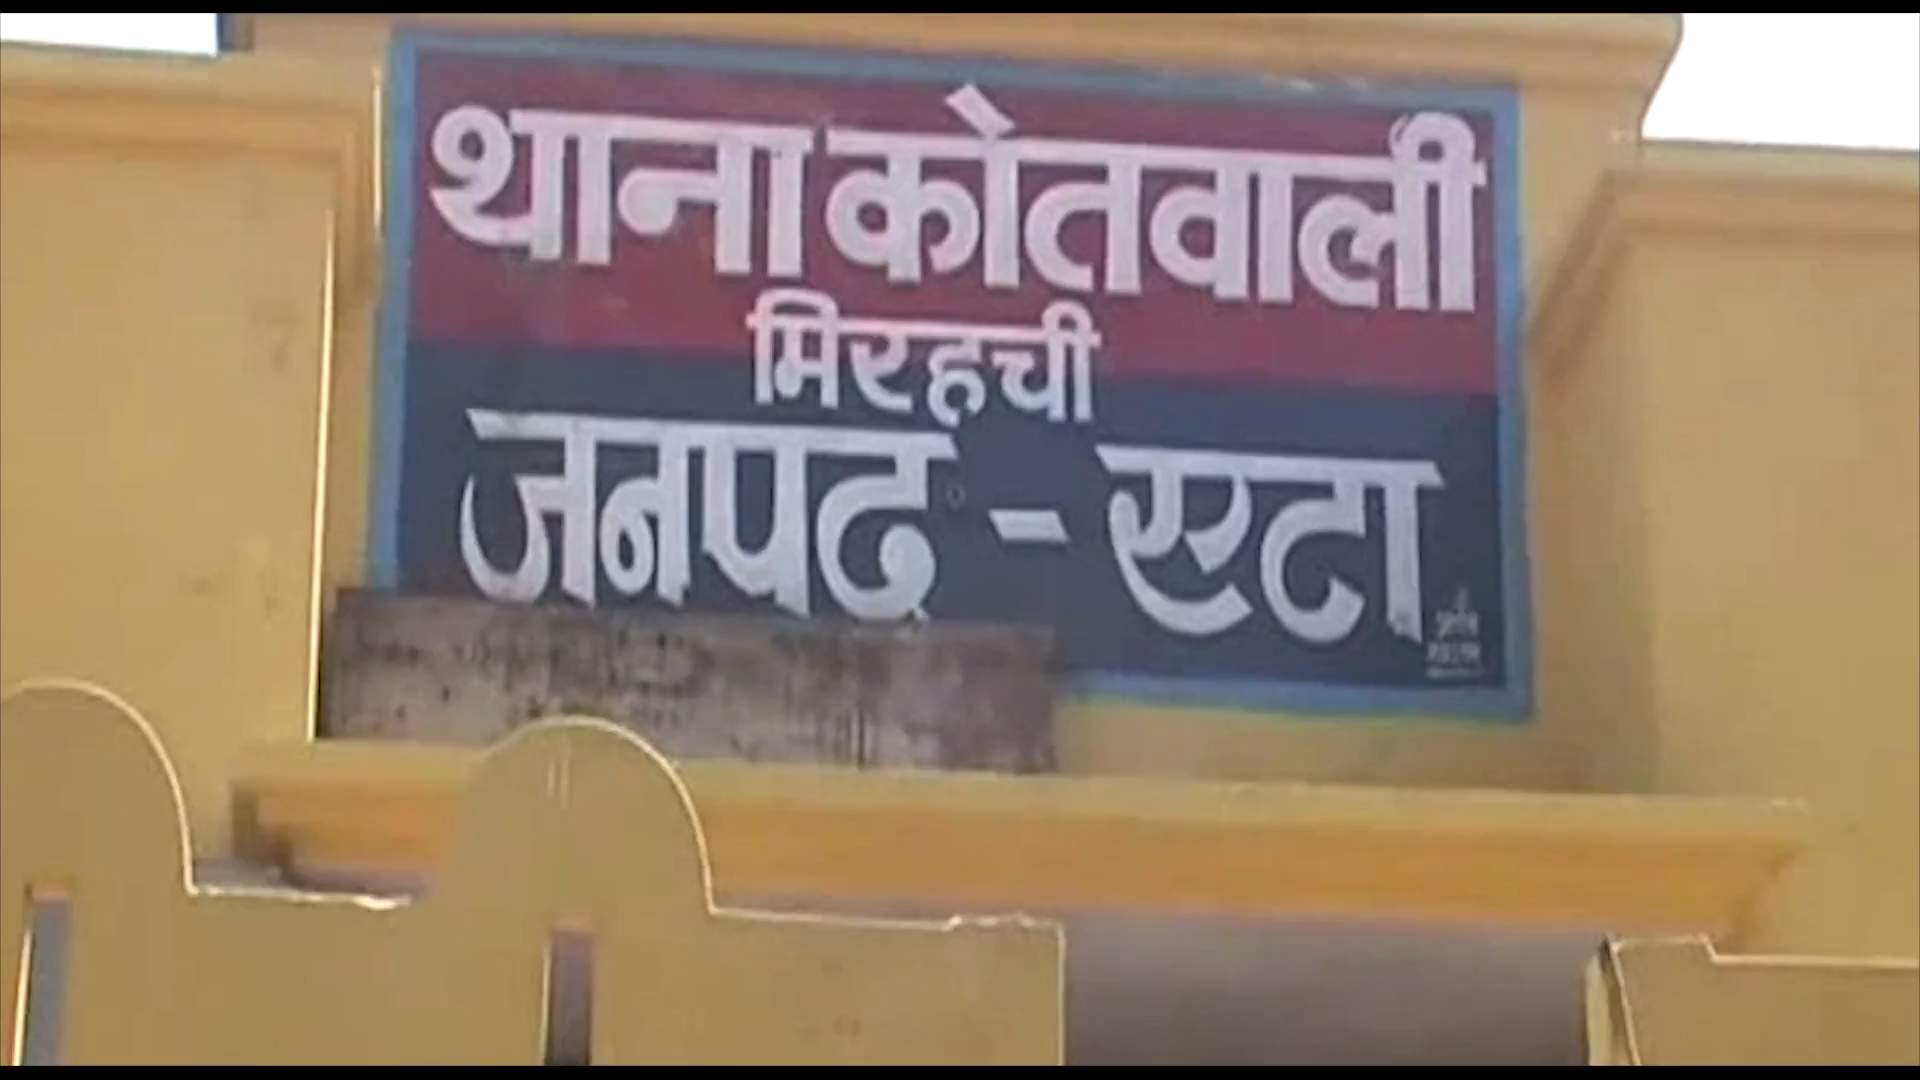 थाना कोतवाली
मिरहची
जनपद - एटा